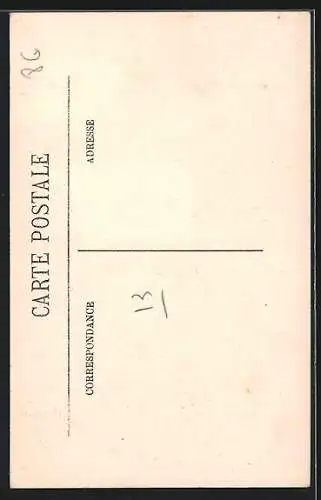 CARTE POSTALE
CORRESPONDANCE
ADRESSE
13
86